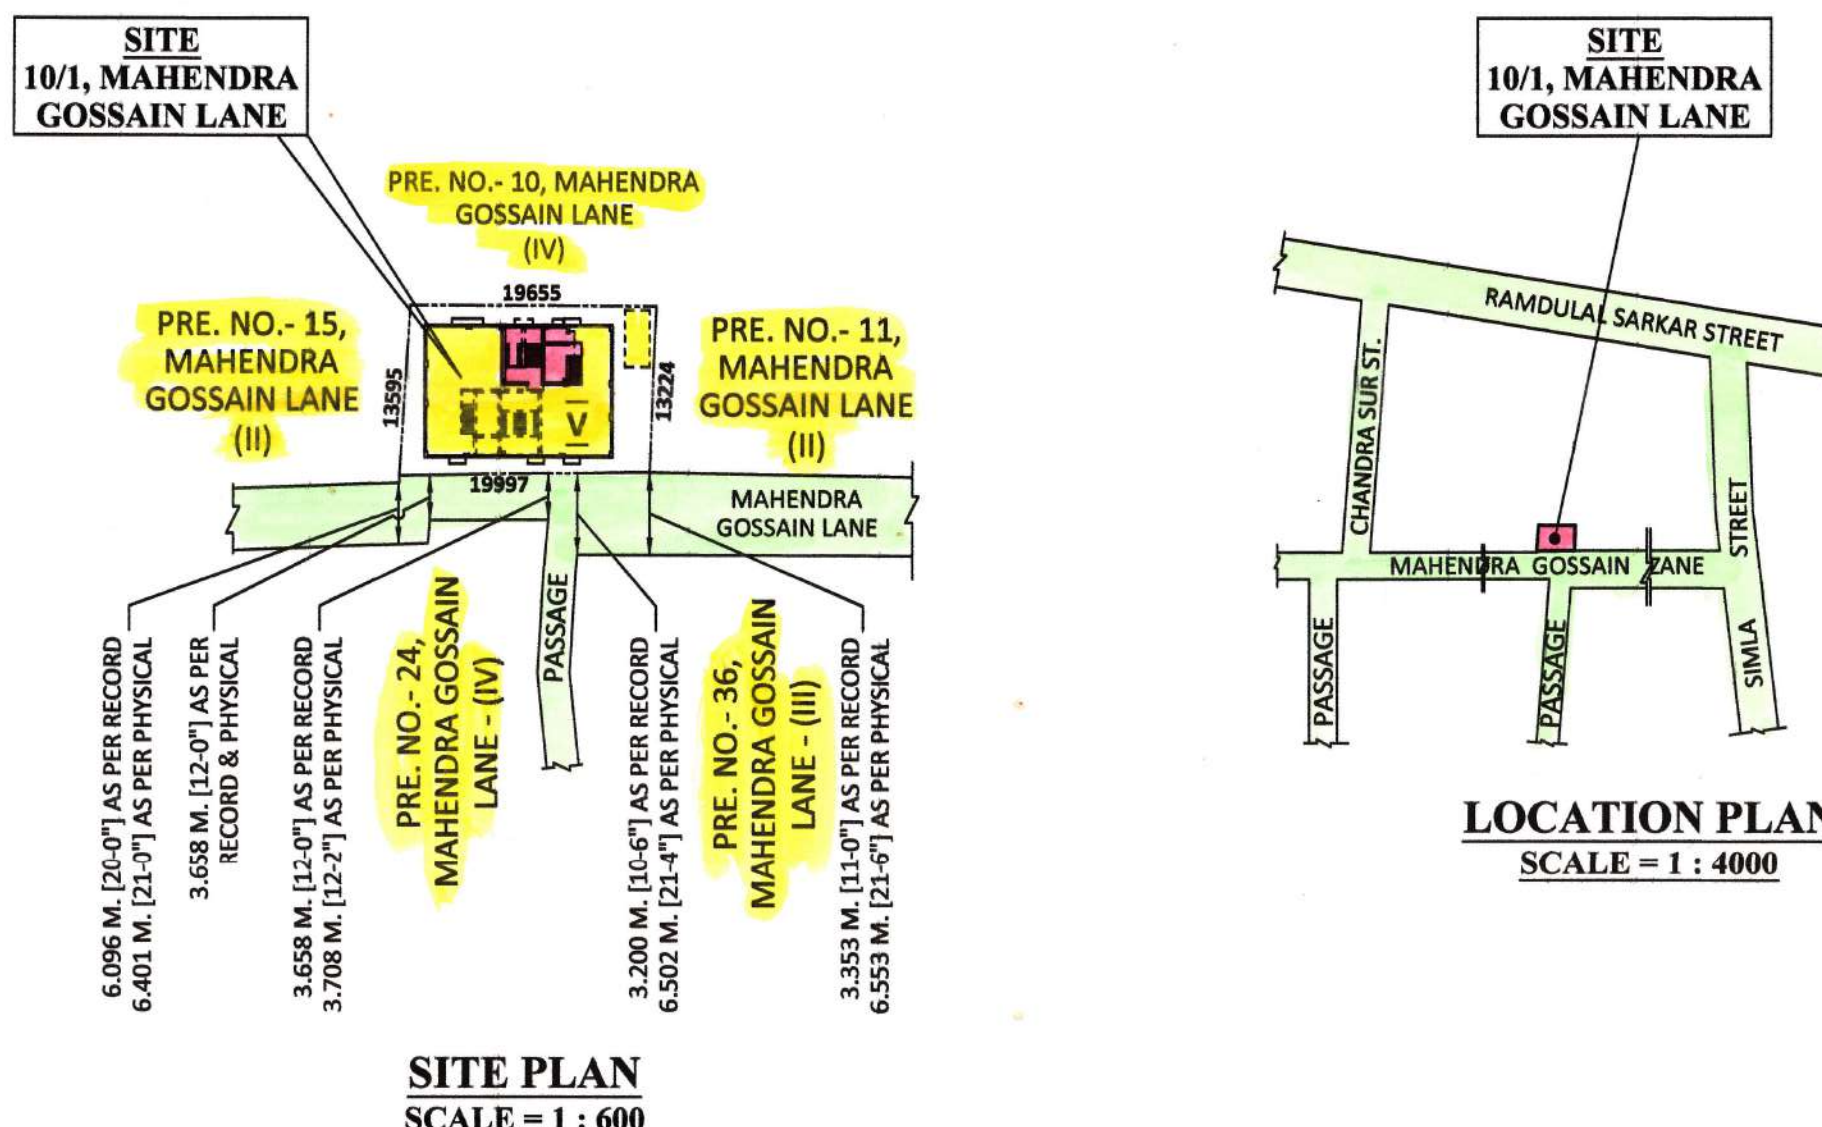 SITE
10/1, MAHENDRA
GOSSAIN LANE
PRE. NO.- 10, MAHENDRA
GOSSAIN LANE
(IV)
PRE. NO.- 15,
MAHENDRA
GOSSAIN LANE
(II)
19655
13595
13224
V
19997
PRE. NO.- 11,
MAHENDRA
GOSSAIN LANE
(II)
MAHENDRA
GOSSAIN LANE
PASSAGE
6.096 M. [20-0"] AS PER RECORD
6.401 M. [21-0"] AS PER PHYSICAL
3.658 M. [12-0"] AS PER
RECORD & PHYSICAL
3.658 M. [12-0"] AS PER RECORD
3.708 M. [12-2"] AS PER PHYSICAL
PRE. NO.- 24,
MAHENDRA GOSSAIN
LANE - (IV)
3.200 M. [10-6"] AS PER RECORD
6.502 M. [21-4"] AS PER PHYSICAL
PRE. NO.- 36,
MAHENDRA GOSSAIN
LANE - (III)
3.353 M. [11-0"] AS PER RECORD
6.553 M. [21-6"] AS PER PHYSICAL
SITE PLAN
SCALE = 1 : 600
SITE
10/1, MAHENDRA
GOSSAIN LANE
RAMDULAL SARKAR STREET
CHANDRA SUR ST.
MAHENDRA GOSSAIN ZANE
STREET
SIMLA
PASSAGE
PASSAGE
LOCATION PLAN
SCALE = 1 : 4000